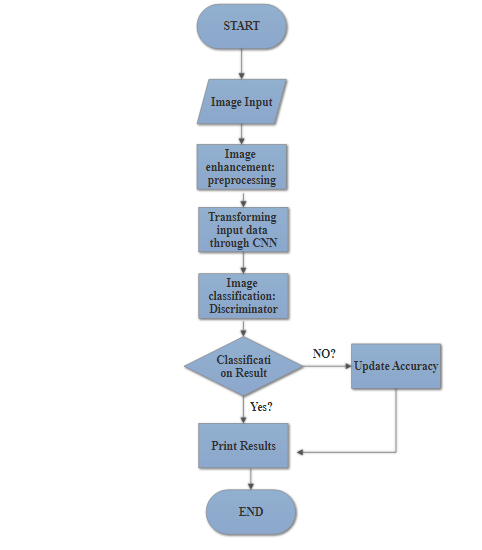 START
Image Input
Image
enhancement:
preprocessing
Transforming
input data
through CNN
Image
classification:
Discriminator
Classificati
on Result
NO?
Update Accuracy
Yes?
Print Results
END